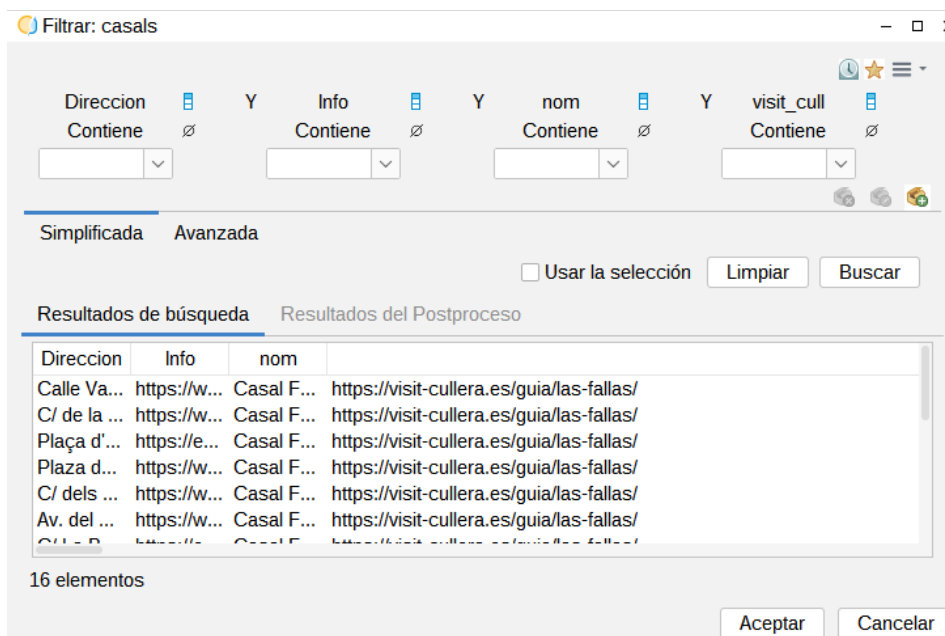 Filtrar: casals
Direccion Y Info Y nom Y visit_cull
Contiene Contiene Contiene Contiene
Simplificada Avanzada
Usar la selección Limpiar Buscar
Resultados de búsqueda Resultados del Postproceso
Direccion Info nom
Calle Va... https://w... Casal F... https://visit-cullera.es/guia/las-fallas/
C/ de la ... https://w... Casal F... https://visit-cullera.es/guia/las-fallas/
Plaça d'... https://e... Casal F... https://visit-cullera.es/guia/las-fallas/
Plaza d... https://w... Casal F... https://visit-cullera.es/guia/las-fallas/
C/ dels ... https://w... Casal F... https://visit-cullera.es/guia/las-fallas/
Av. del ... https://w... Casal F... https://visit-cullera.es/guia/las-fallas/
16 elementos
Aceptar Cancelar